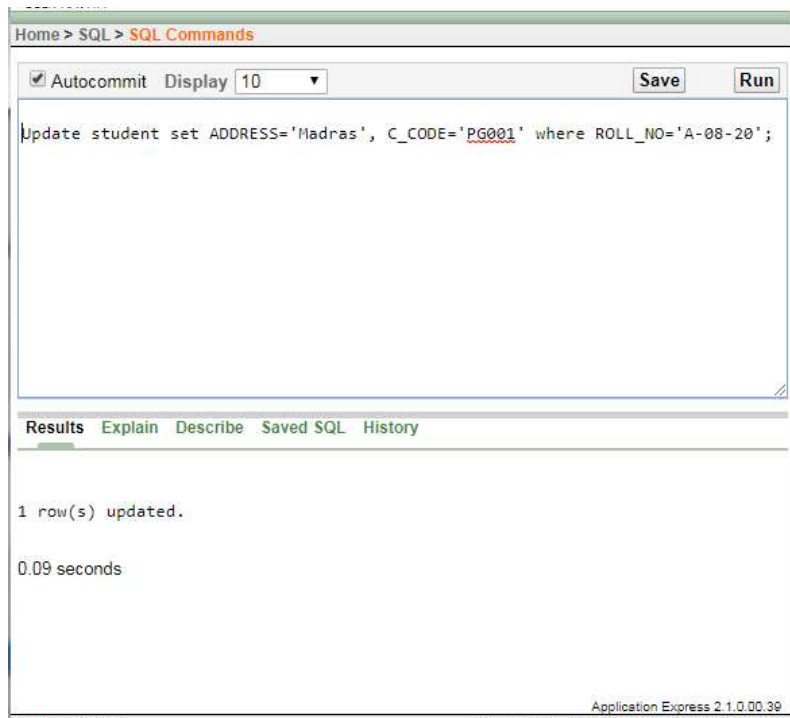 Home > SQL > SQL Commands
Autocommit Display 10 Save Run
Update student set ADDRESS='Madras', C_CODE='PG001' where ROLL_NO='A-08-20';
Results Explain Describe Saved SQL History
1 row(s) updated.
0.09 seconds
Application Express 2.1.0.00.39